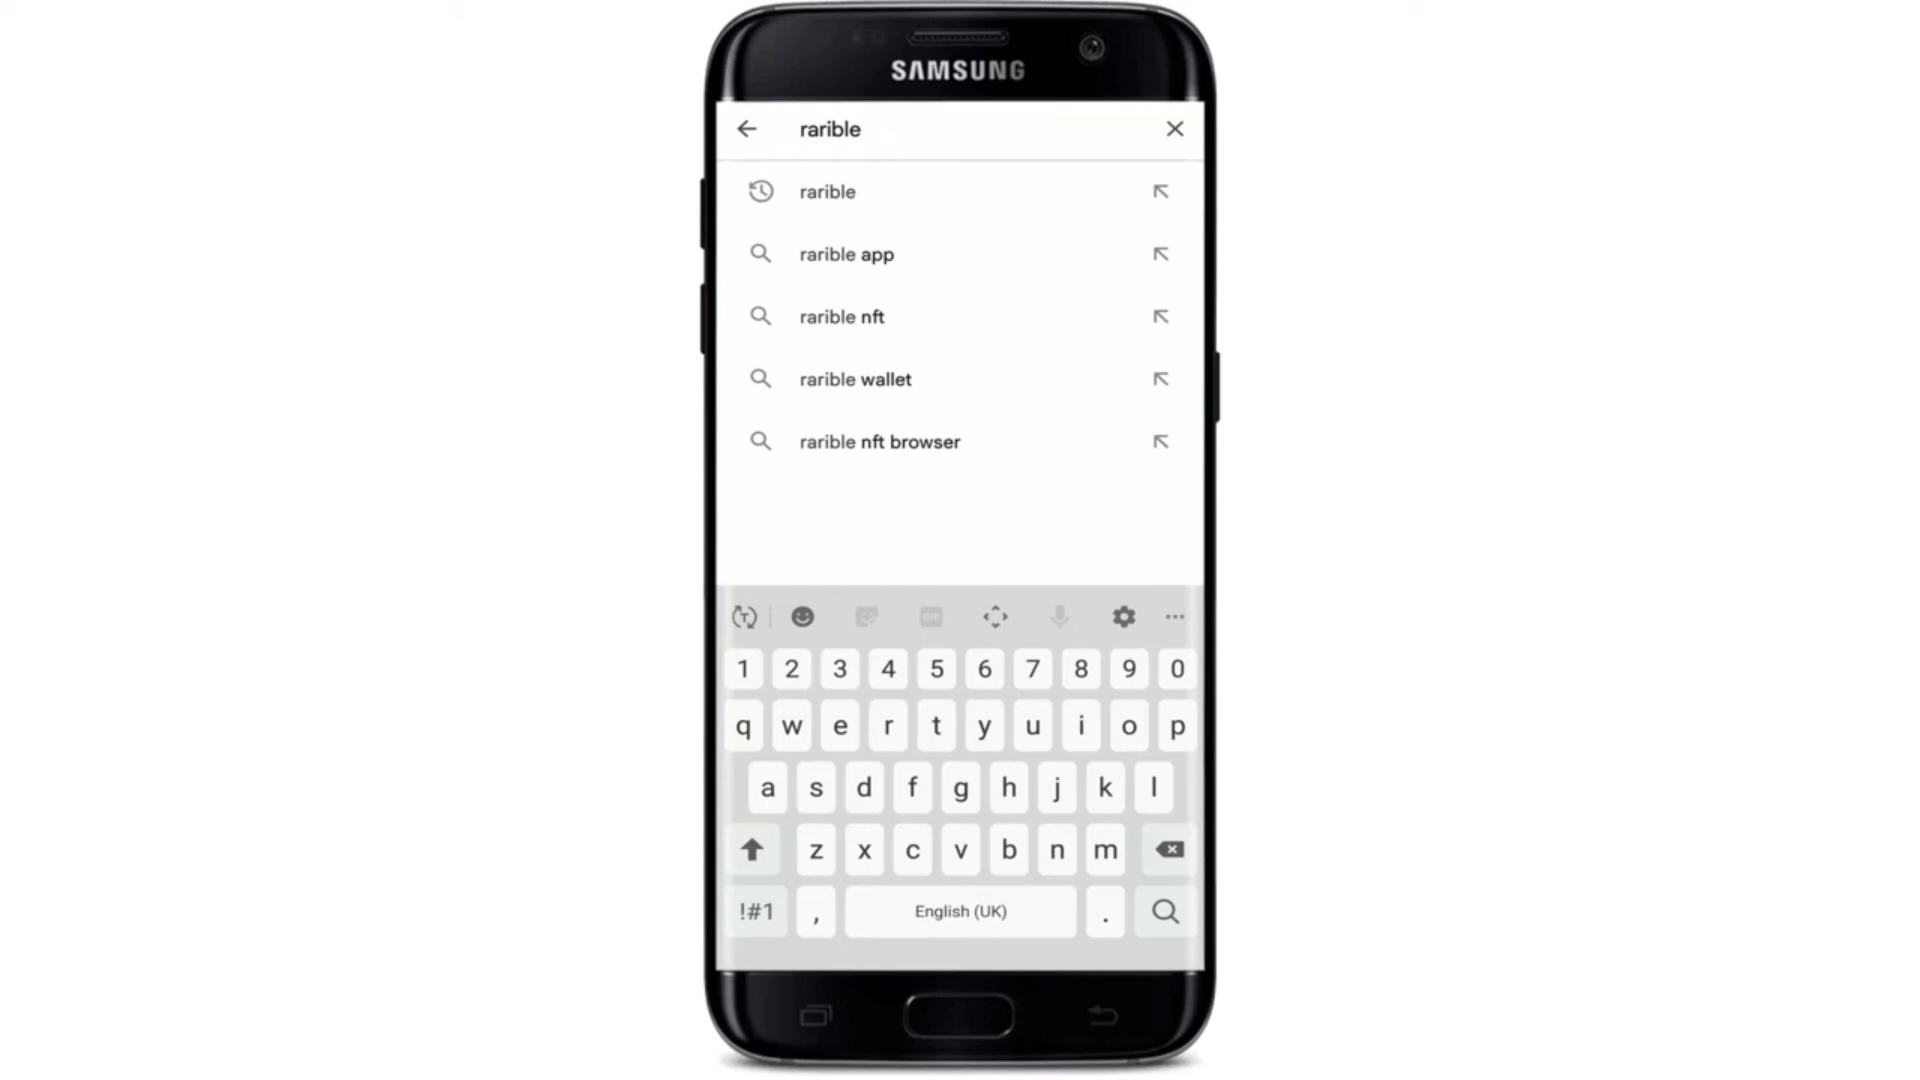 SAMSUNG
rarible
rarible
rarible app
rarible nft
rarible wallet
rarible nft browser
T
GIF
1 2 3 4 5 6 7 8 9 0
q w e r t y u i o p
a s d f g h j k l
z x c v b n m
!#1 , English (UK) .